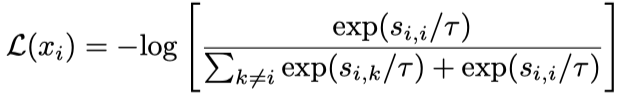 $\mathcal{L}(x_i) = -\log \left[ \frac{\exp(s_{i,i}/\tau)}{\sum_{k \neq i} \exp(s_{i,k}/\tau) + \exp(s_{i,i}/\tau)} \right]$